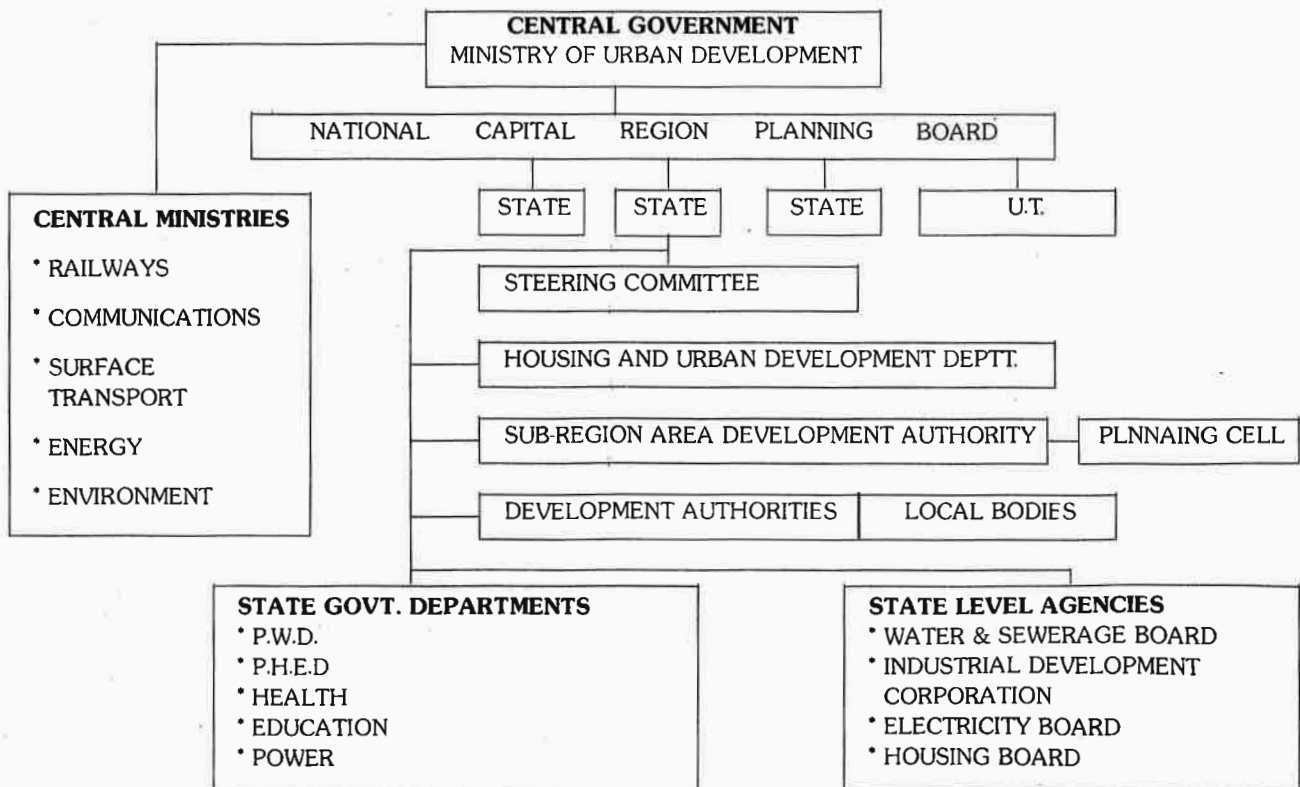 CENTRAL GOVERNMENT
MINISTRY OF URBAN DEVELOPMENT
NATIONAL CAPITAL REGION PLANNING BOARD
STATE
STATE
STATE
U.T.
CENTRAL MINISTRIES
* RAILWAYS
* COMMUNICATIONS
* SURFACE
TRANSPORT
* ENERGY
* ENVIRONMENT
STEERING COMMITTEE
HOUSING AND URBAN DEVELOPMENT DEPTT.
SUB-REGION AREA DEVELOPMENT AUTHORITY
PLNNAING CELL
DEVELOPMENT AUTHORITIES
LOCAL BODIES
STATE GOVT. DEPARTMENTS
* P.W.D.
* P.H.E.D
* HEALTH
* EDUCATION
* POWER
STATE LEVEL AGENCIES
* WATER & SEWERAGE BOARD
* INDUSTRIAL DEVELOPMENT
CORPORATION
* ELECTRICITY BOARD
* HOUSING BOARD